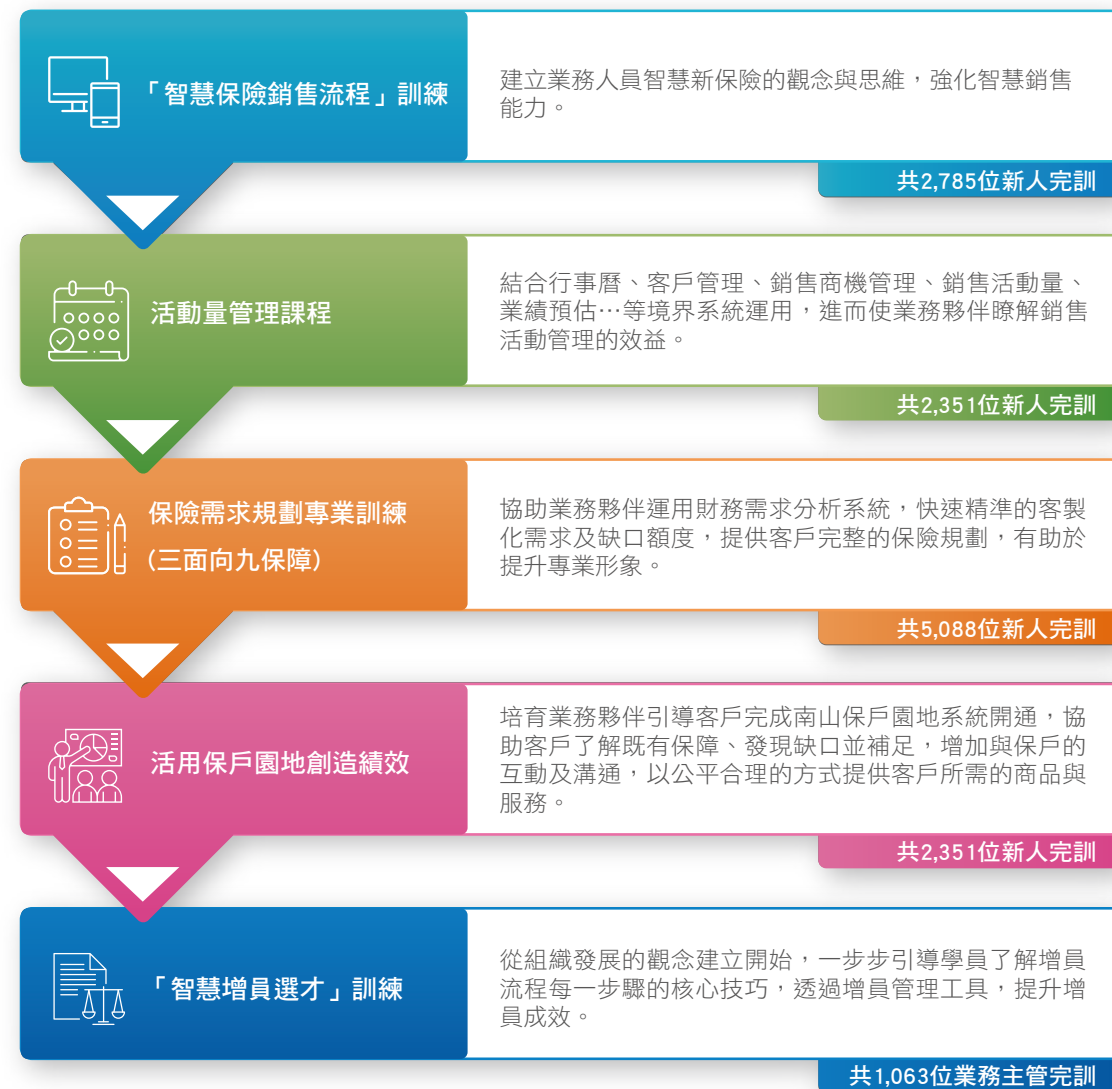 「智慧保險銷售流程」訓練
建立業務人員智慧新保險的觀念與思維，強化智慧銷售
能力。
共2,785位新人完訓
活動量管理課程
結合行事曆、客戶管理、銷售商機管理、銷售活動量、
業績預估…等境界系統運用，進而使業務夥伴瞭解銷售
活動管理的效益。
共2,351位新人完訓
保險需求規劃專業訓練
(三面向九保障)
協助業務夥伴運用財務需求分析系統，快速精準的客製
化需求及缺口額度，提供客戶完整的保險規劃，有助於
提升專業形象。
共5,088位新人完訓
活用保戶園地創造績效
培育業務夥伴引導客戶完成南山保戶園地系統開通，協
助客戶了解既有保障、發現缺口並補足，增加與保戶的
互動及溝通，以公平合理的方式提供客戶所需的商品與
服務。
共2,351位新人完訓
「智慧增員選才」訓練
從組織發展的觀念建立開始，一步步引導學員了解增員
流程每一步驟的核心技巧，透過增員管理工具，提升增
員成效。
共1,063位業務主管完訓